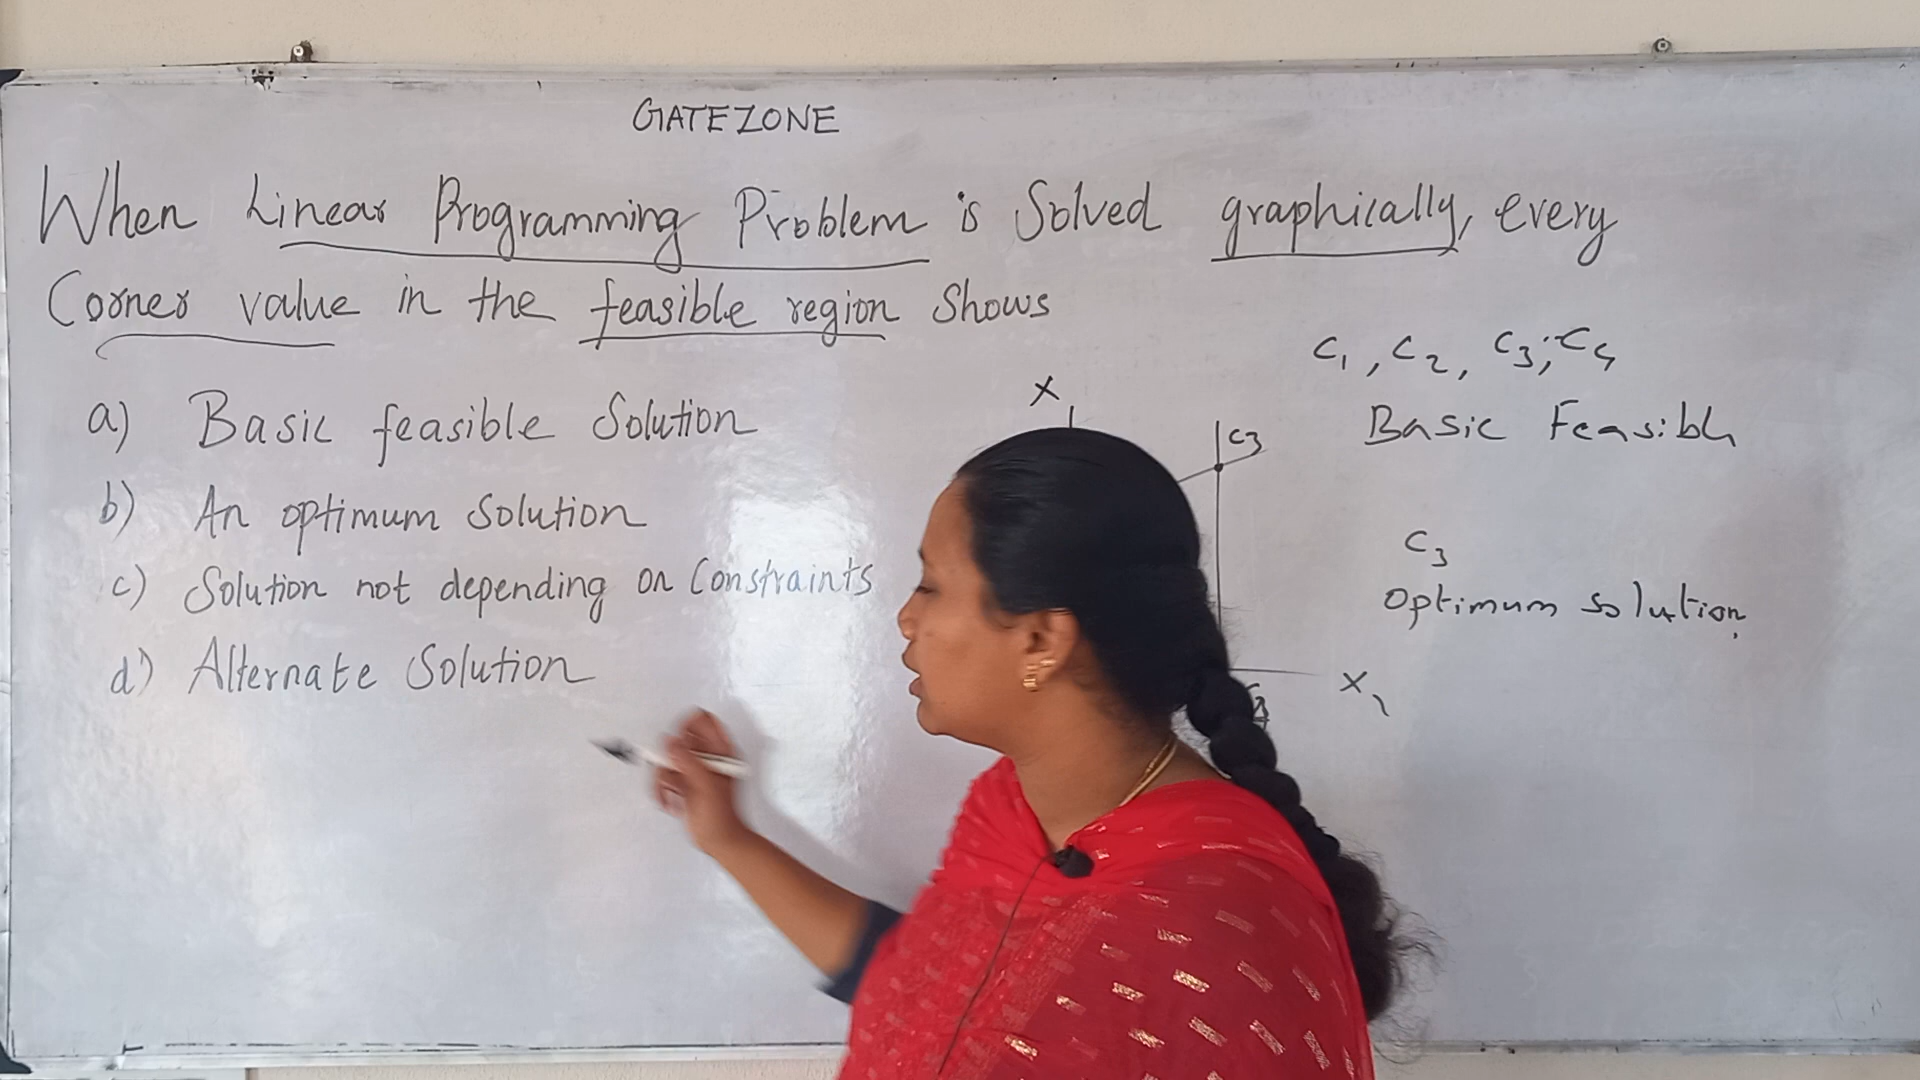 GATEZONE
When Linear Programming Problem is Solved graphically, every
Corner value in the feasible region Shows
a) Basic feasible Solution
b) An optimum Solution
c) Solution not depending on Constraints
d) Alternate Solution
X
C3
X1
C1, C2, C3, C4
Basic Feasible
C3
Optimum solution